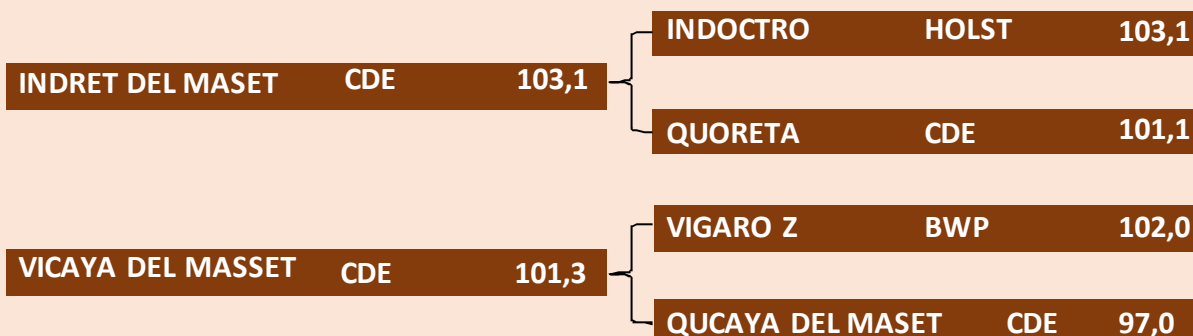 INDOCTRO HOLST 103,1
INDRET DEL MASET CDE 103,1
QUORETA CDE 101,1
VIGARO Z BWP 102,0
VICAYA DEL MASSET CDE 101,3
QUCAYA DEL MASET CDE 97,0